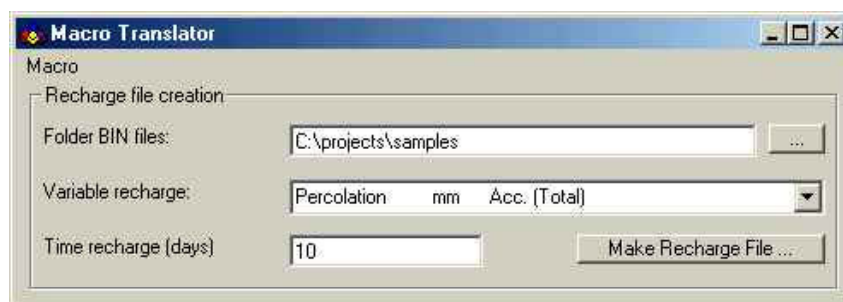 Macro Translator
Macro
Recharge file creation
Folder BIN files: C:\projects\samples ...
Variable recharge: Percolation mm Acc. (Total)
Time recharge (days) 10 Make Recharge File ...